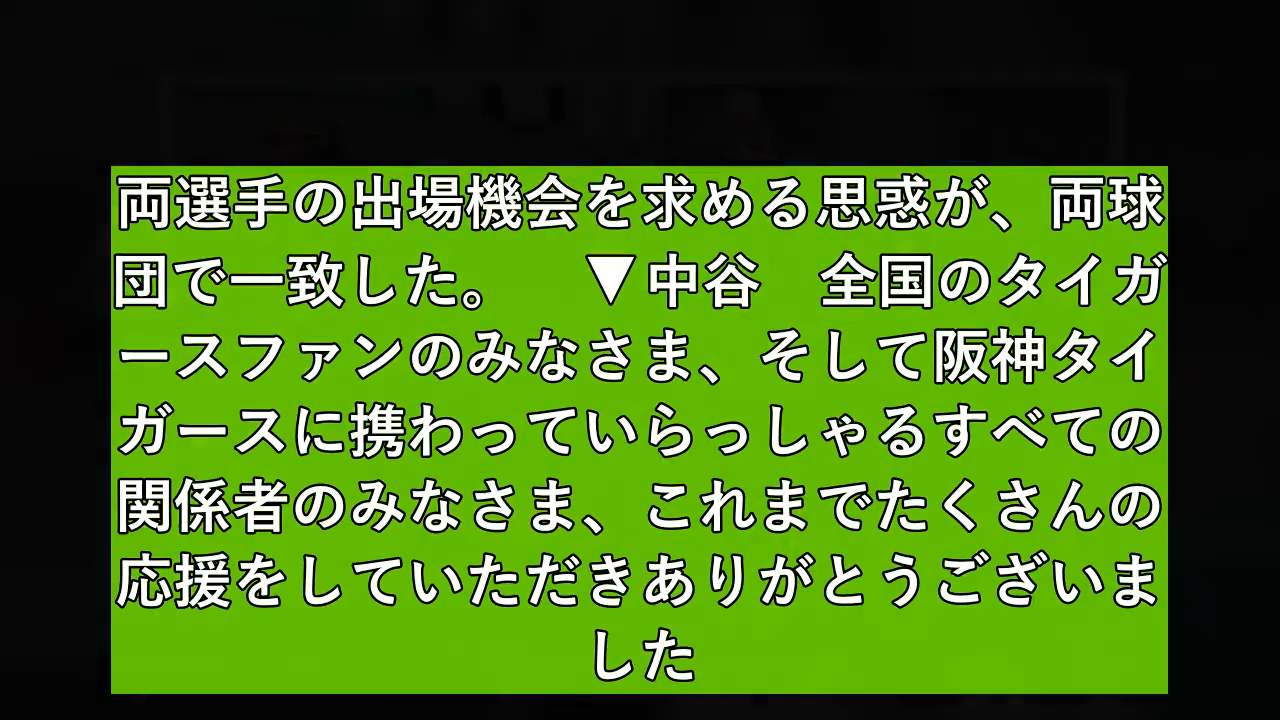 両選手の出場機会を求める思惑が、両球
団で一致した。　　▼中谷　全国のタイガ
ースファンのみなさま、そして阪神タイ
ガースに携わっていらっしゃるすべての
関係者のみなさま、これまでたくさんの
応援をしていただきありがとうございま
した